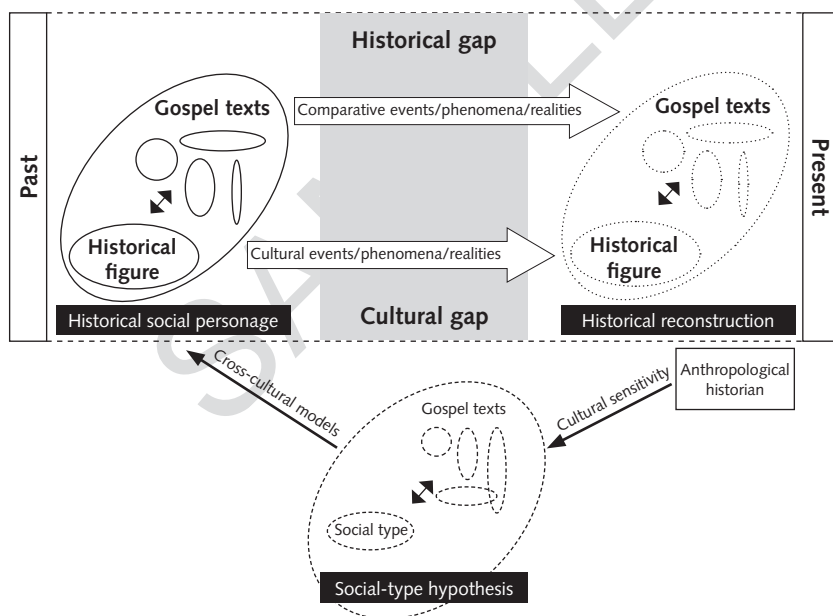 Historical gap
Gospel texts
Comparative events/phenomena/realities
Gospel texts
Past
Present
Historical
figure
Cultural events/phenomena/realities
Historical
figure
Historical social personage
Cultural gap
Historical reconstruction
Cross-cultural models
Cultural sensitivity
Anthropological
historian
Gospel texts
Social type
Social-type hypothesis